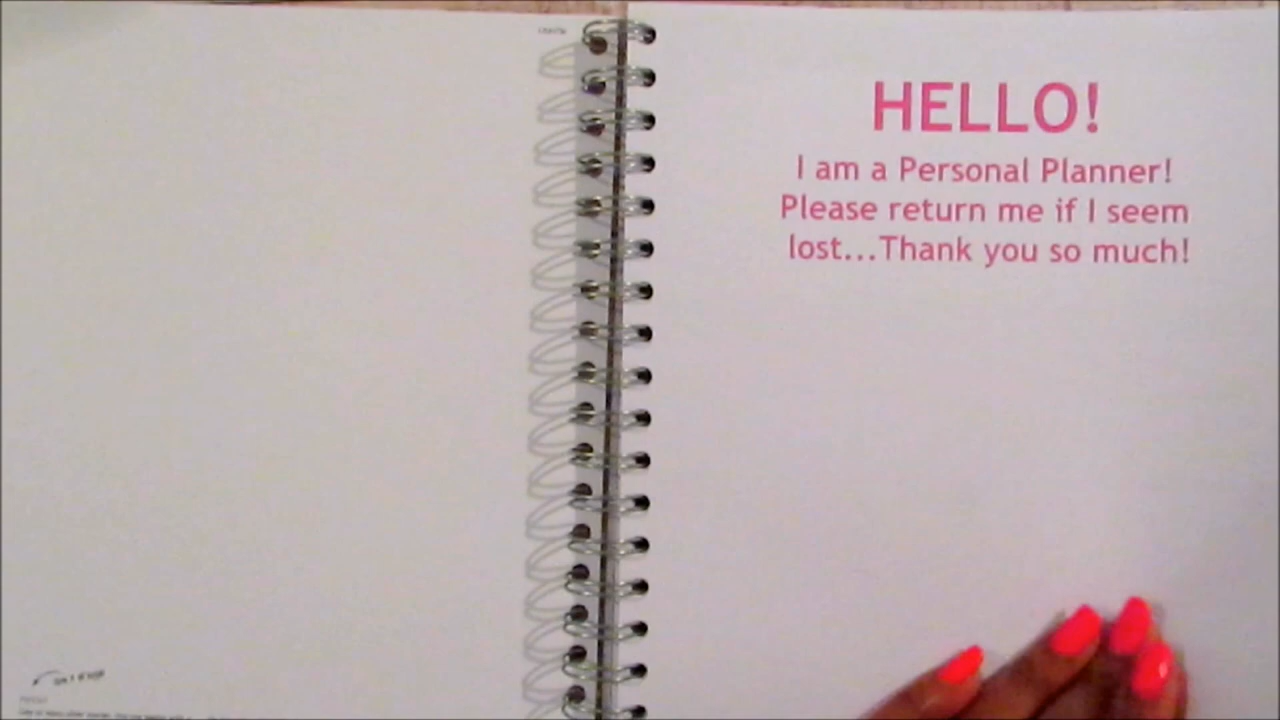 HELLO!
I am a Personal Planner!
Please return me if I seem
lost...Thank you so much!